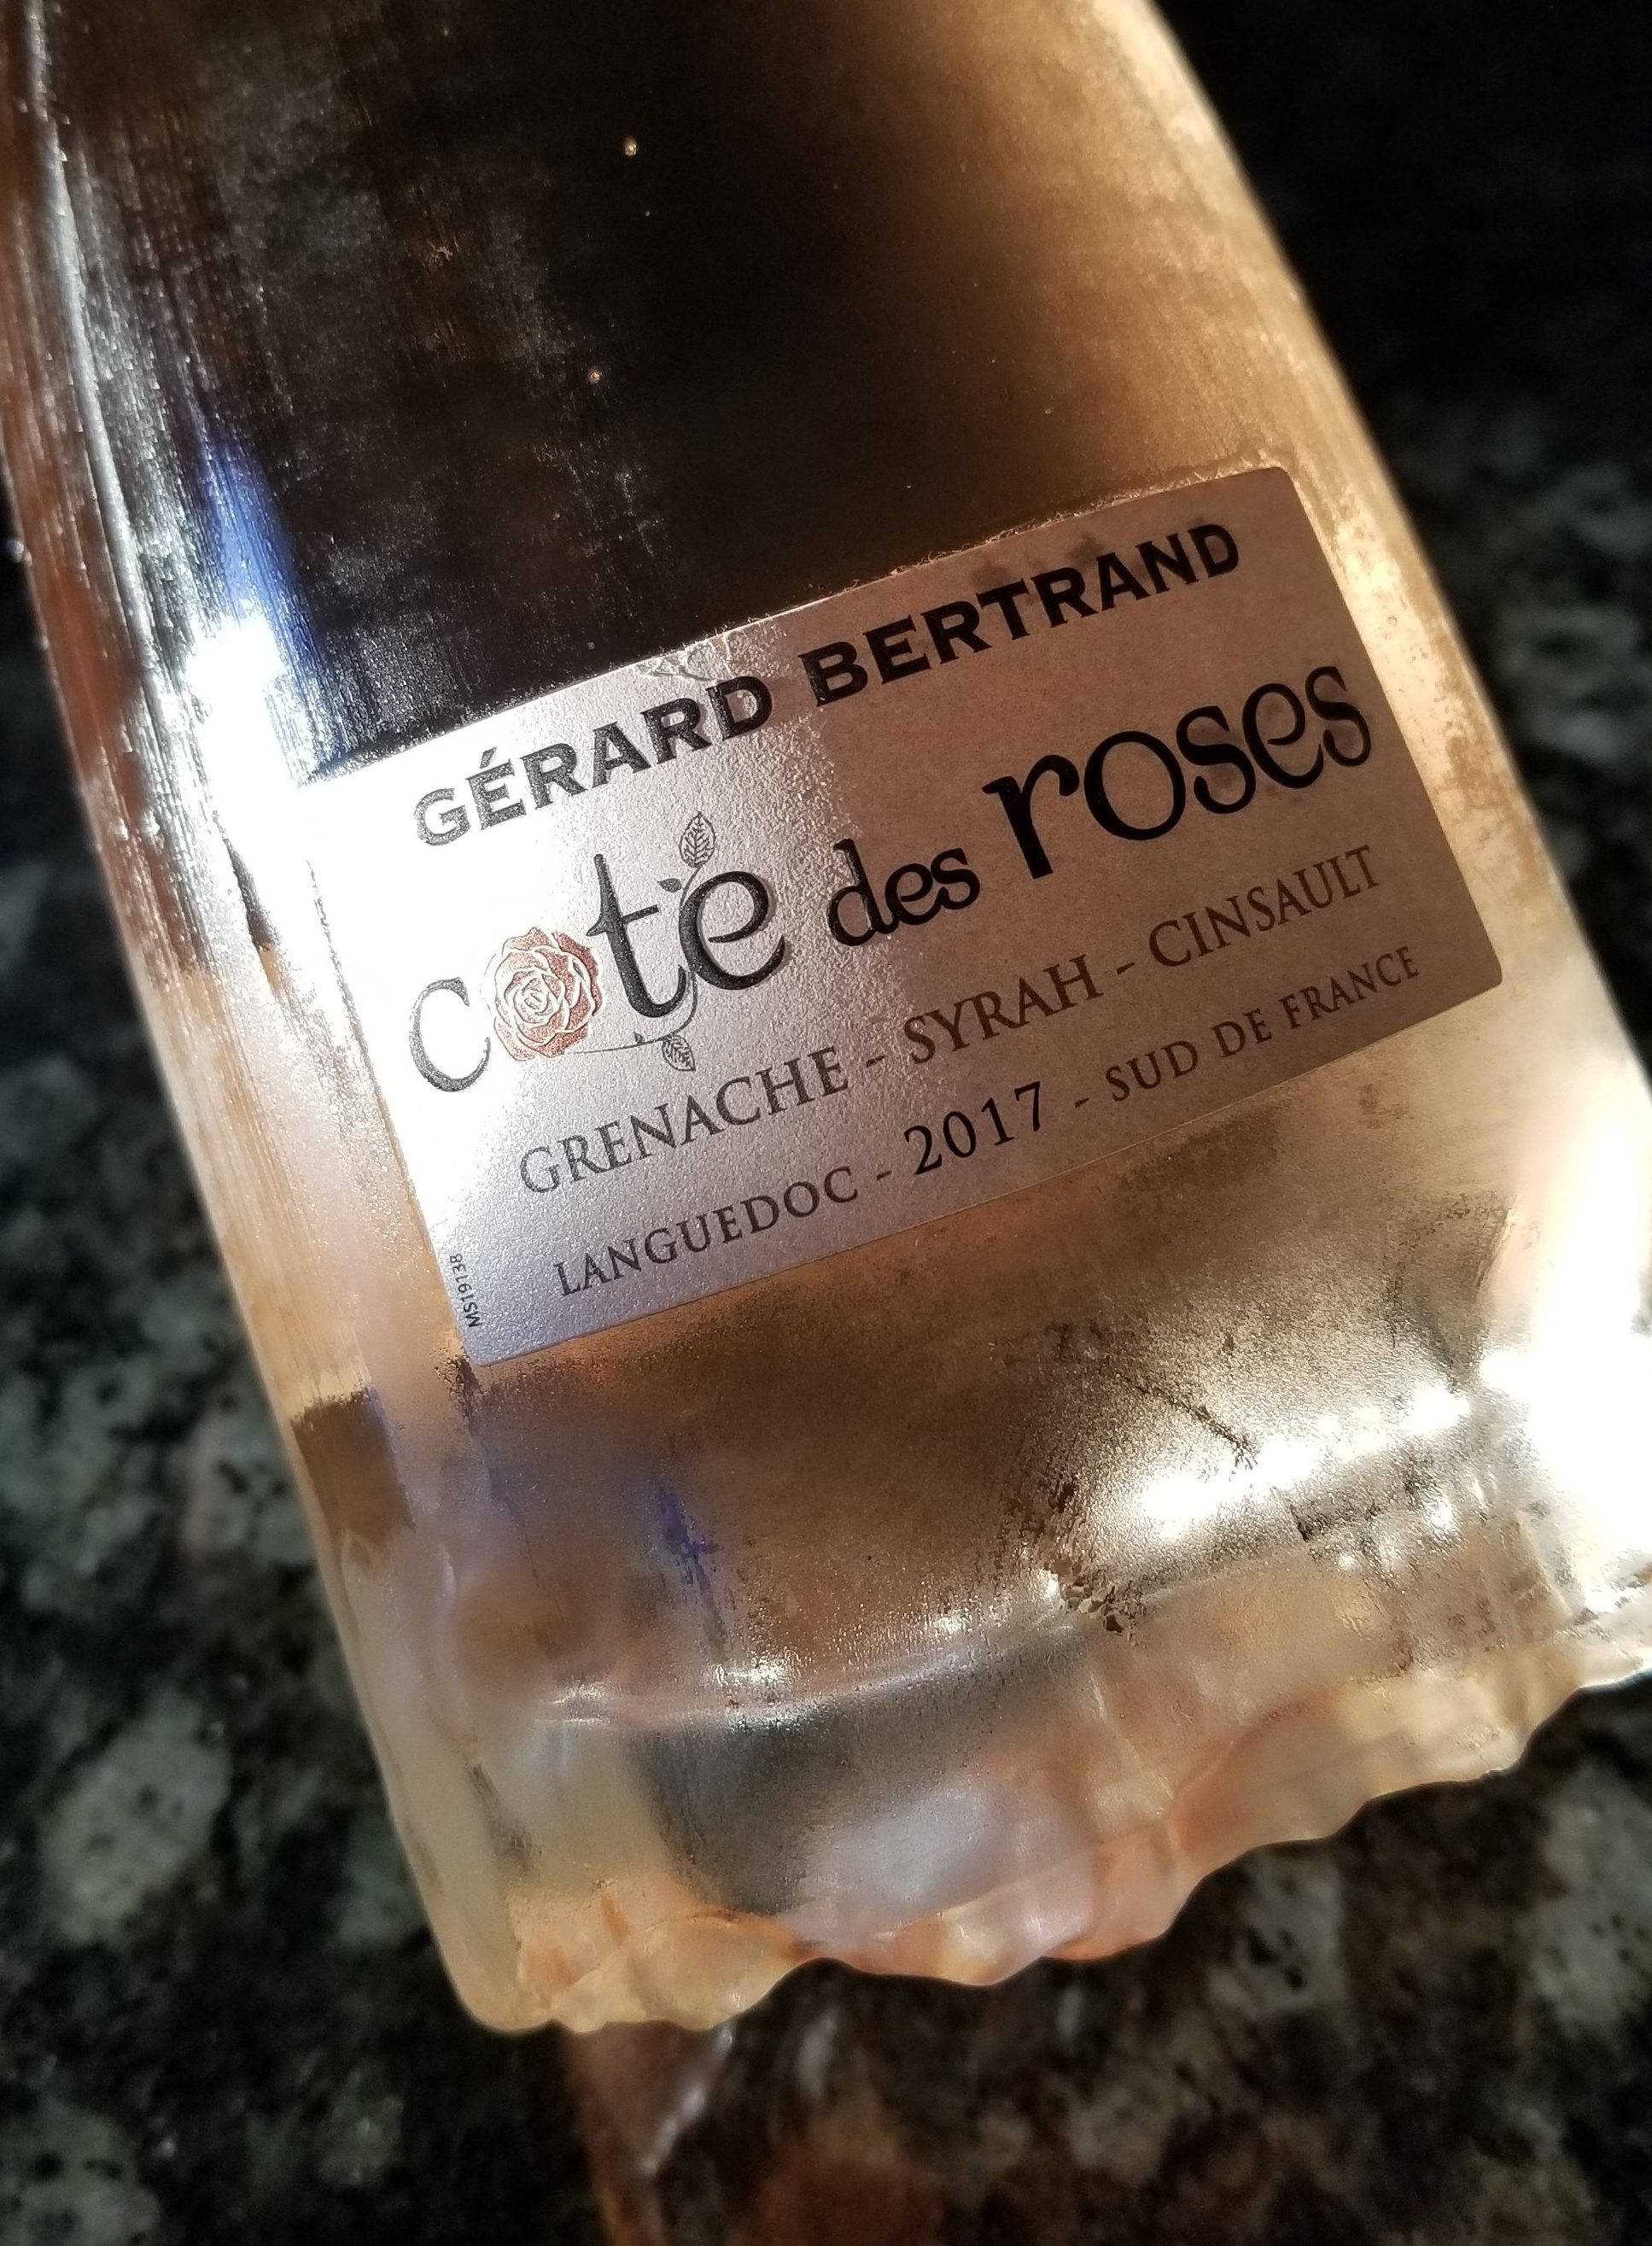 GÉRARD BERTRAND
cote des roses
GRENACHE - SYRAH - CINSAULT
LANGUEDOC - 2017 - SUD DE FRANCE
MS19138